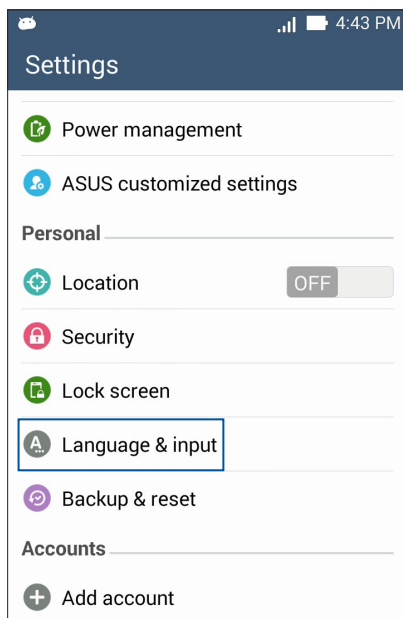 4:43 PM
Settings
Power management
ASUS customized settings
Personal
Location OFF
Security
Lock screen
Language & input
Backup & reset
Accounts
Add account